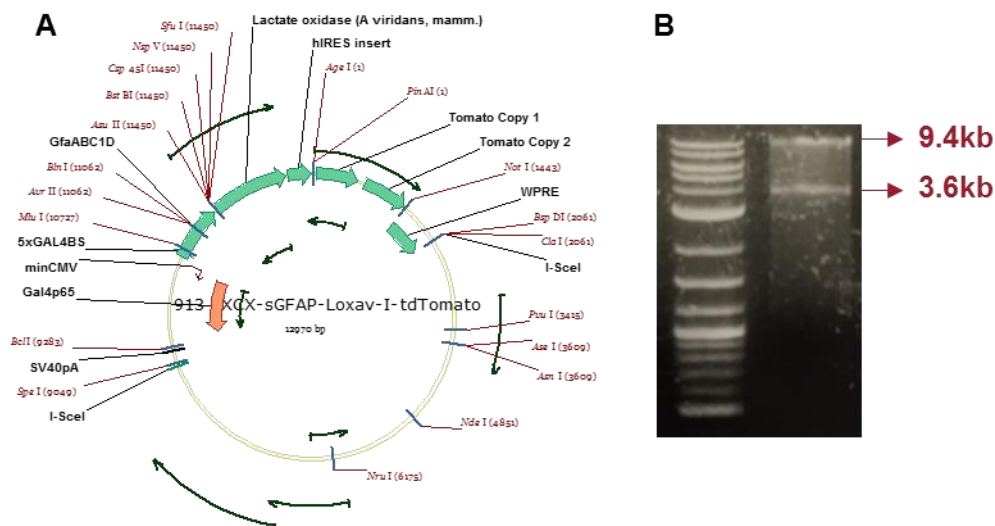 A
B
Sfu I (11450)
Nsp V (11450)
Csp 45I (11450)
Bst BI (11450)
Asu II (11450)
GfaABC1D
Bln I (11062)
Avr II (11062)
Mlu I (10727)
5xGAL4BS
minCMV
Gal4p65
BclI (9283)
SV40pA
Spe I (9049)
I-SceI
Lactate oxidase (A viridans, mamm.)
hIRES insert
Age I (1)
Pin AI (1)
Tomato Copy 1
Tomato Copy 2
Not I (1443)
WPRE
Bsp DI (2061)
Cla I (2061)
I-SceI
913 XCX-sGFAP-Loxav-I-tdTomato
12970 bp
Pvu I (3415)
Ase I (3609)
Asn I (3609)
Nde I (4851)
Nru I (6175)
9.4kb
3.6kb